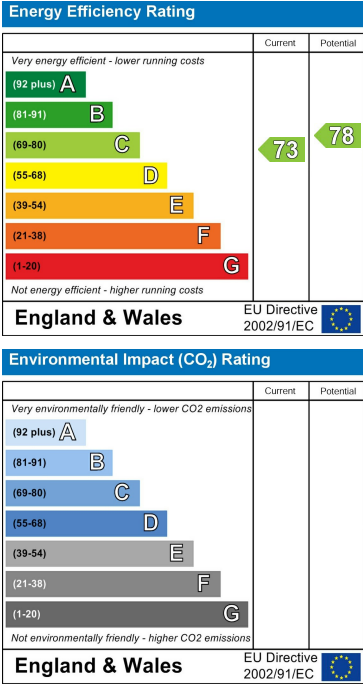 Energy Efficiency Rating
Current Potential
Very energy efficient - lower running costs
(92 plus) A
(81-91) B
(69-80) C
73 78
(55-68) D
(39-54) E
(21-38) F
(1-20) G
Not energy efficient - higher running costs
England & Wales
EU Directive
2002/91/EC
Environmental Impact (CO₂) Rating
Current Potential
Very environmentally friendly - lower CO2 emissions
(92 plus) A
(81-91) B
(69-80) C
(55-68) D
(39-54) E
(21-38) F
(1-20) G
Not environmentally friendly - higher CO2 emissions
England & Wales
EU Directive
2002/91/EC